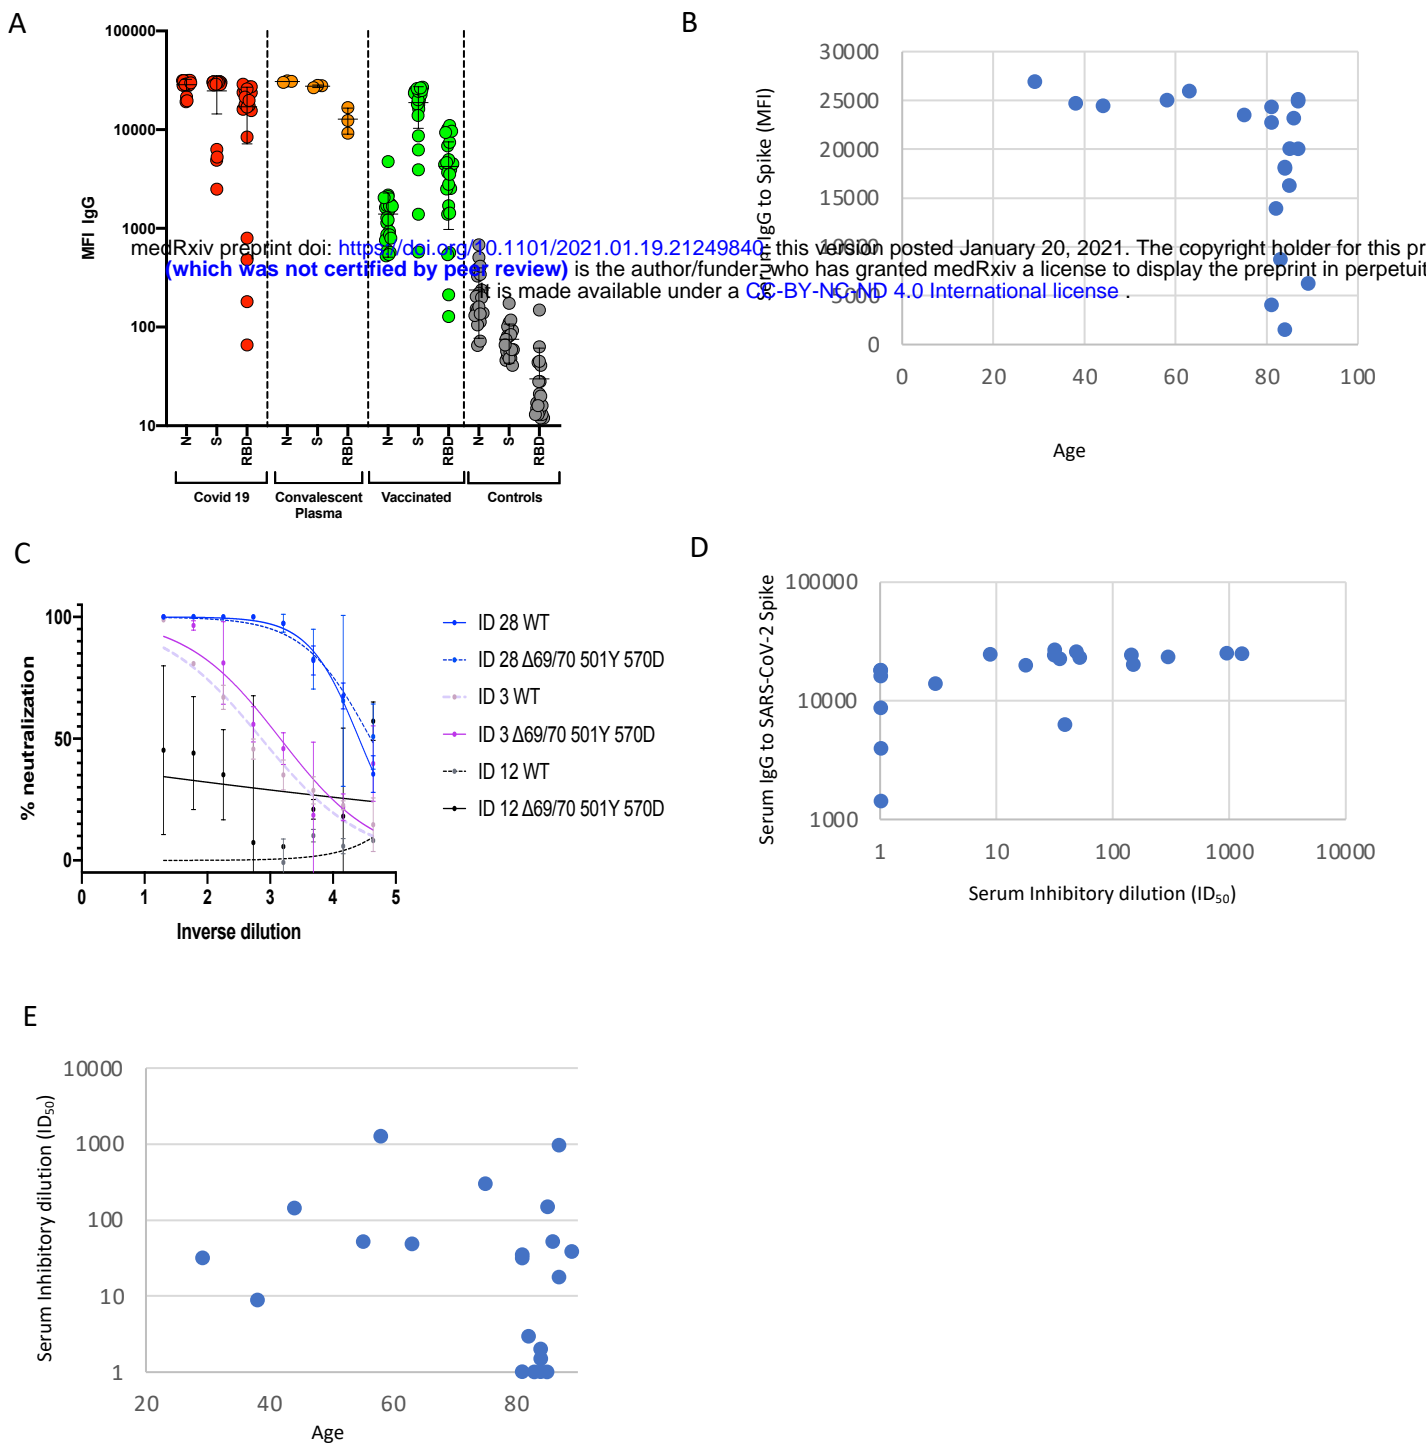 A
100000
10000
1000
100
10
MFI IgG
N
S
RBD
N
S
RBD
N
S
RBD
N
S
RBD
Covid 19
Convalescent
Plasma
Vaccinated
Controls
B
30000
25000
20000
15000
10000
5000
0
Serum IgG to Spike (MFI)
0 20 40 60 80 100
Age
medRxiv preprint doi: https://doi.org/10.1101/2021.01.19.21249840; this version posted January 20, 2021. The copyright holder for this pr
(which was not certified by peer review) is the author/funder, who has granted medRxiv a license to display the preprint in perpetuit
It is made available under a CC-BY-NC-ND 4.0 International license .
C
100
50
0
% neutralization
0 1 2 3 4 5
Inverse dilution
ID 28 WT
ID 28 Δ69/70 501Y 570D
ID 3 WT
ID 3 Δ69/70 501Y 570D
ID 12 WT
ID 12 Δ69/70 501Y 570D
D
100000
10000
1000
Serum IgG to SARS-CoV-2 Spike
1 10 100 1000 10000
Serum Inhibitory dilution (ID₅₀)
E
10000
1000
100
10
1
Serum Inhibitory dilution (ID₅₀)
20 40 60 80
Age